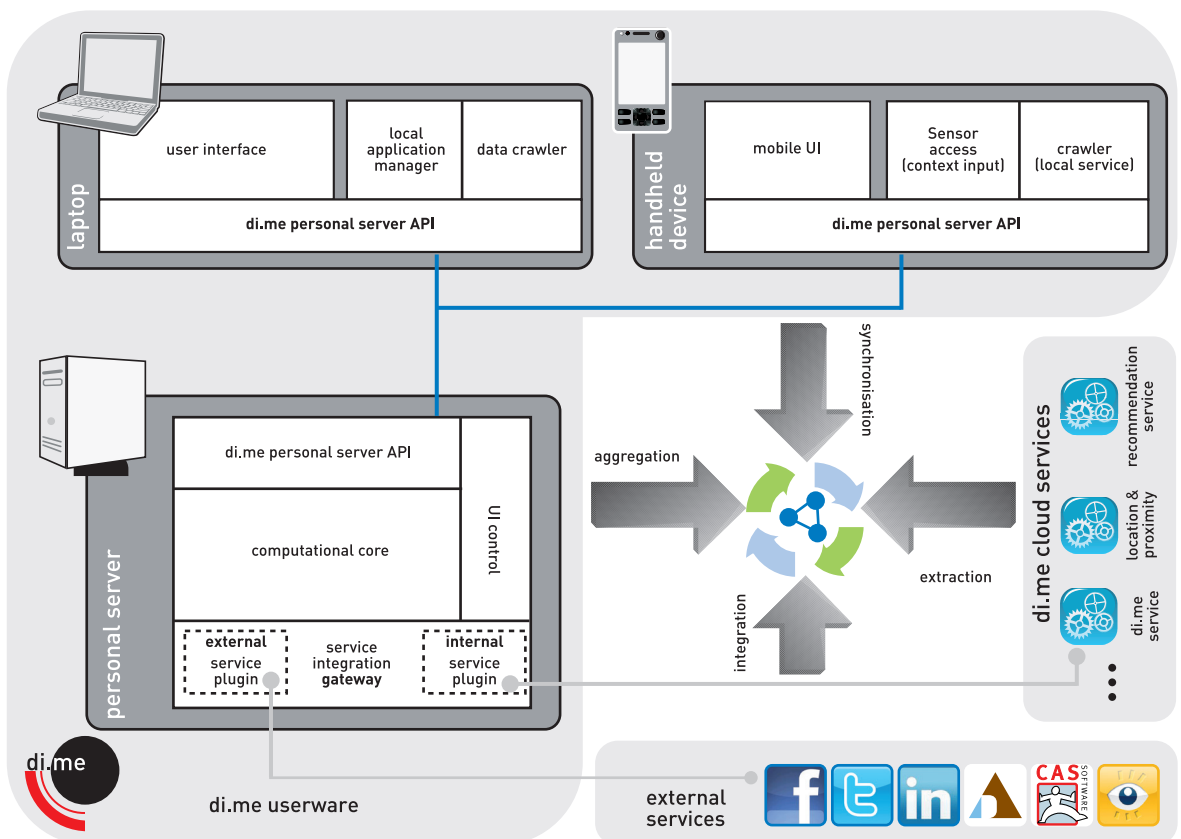 user interface
local
application
manager
data crawler
di.me personal server API
laptop
mobile UI
Sensor
access
(context input)
crawler
(local service)
di.me personal server API
handheld
device
synchronisation
aggregation
extraction
integration
di.me personal server API
computational core
UI control
external
service
plugin
service
integration
gateway
internal
service
plugin
personal server
di.me cloud services
recommendation
service
location &
proximity
di.me
service
di.me
di.me userware
external
services
f
t
in
CAS
SOFTWARE